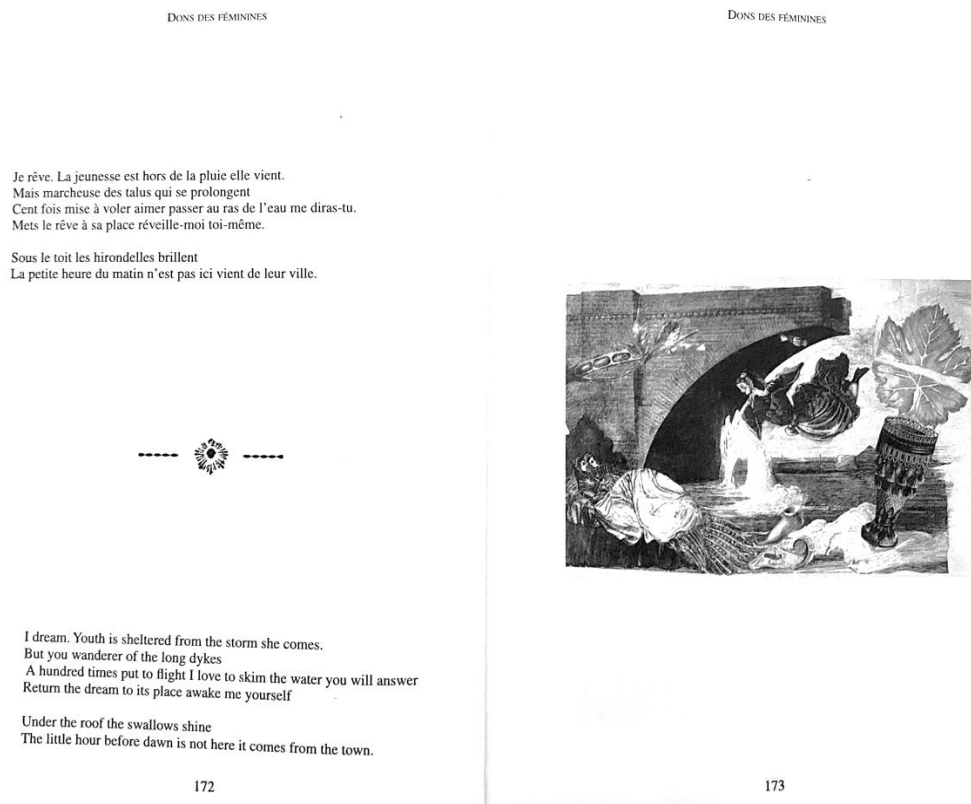 DONS DES FÉMININES
Je rêve. La jeunesse est hors de la pluie elle vient.
Mais marcheuse des talus qui se prolongent
Cent fois mise à voler aimer passer au ras de l'eau me diras-tu.
Mets le rêve à sa place réveille-moi toi-même.
Sous le toit les hirondelles brillent
La petite heure du matin n'est pas ici vient de leur ville.
I dream. Youth is sheltered from the storm she comes.
But you wanderer of the long dykes
A hundred times put to flight I love to skim the water you will answer
Return the dream to its place awake me yourself
Under the roof the swallows shine
The little hour before dawn is not here it comes from the town.
172
DONS DES FÉMININES
173